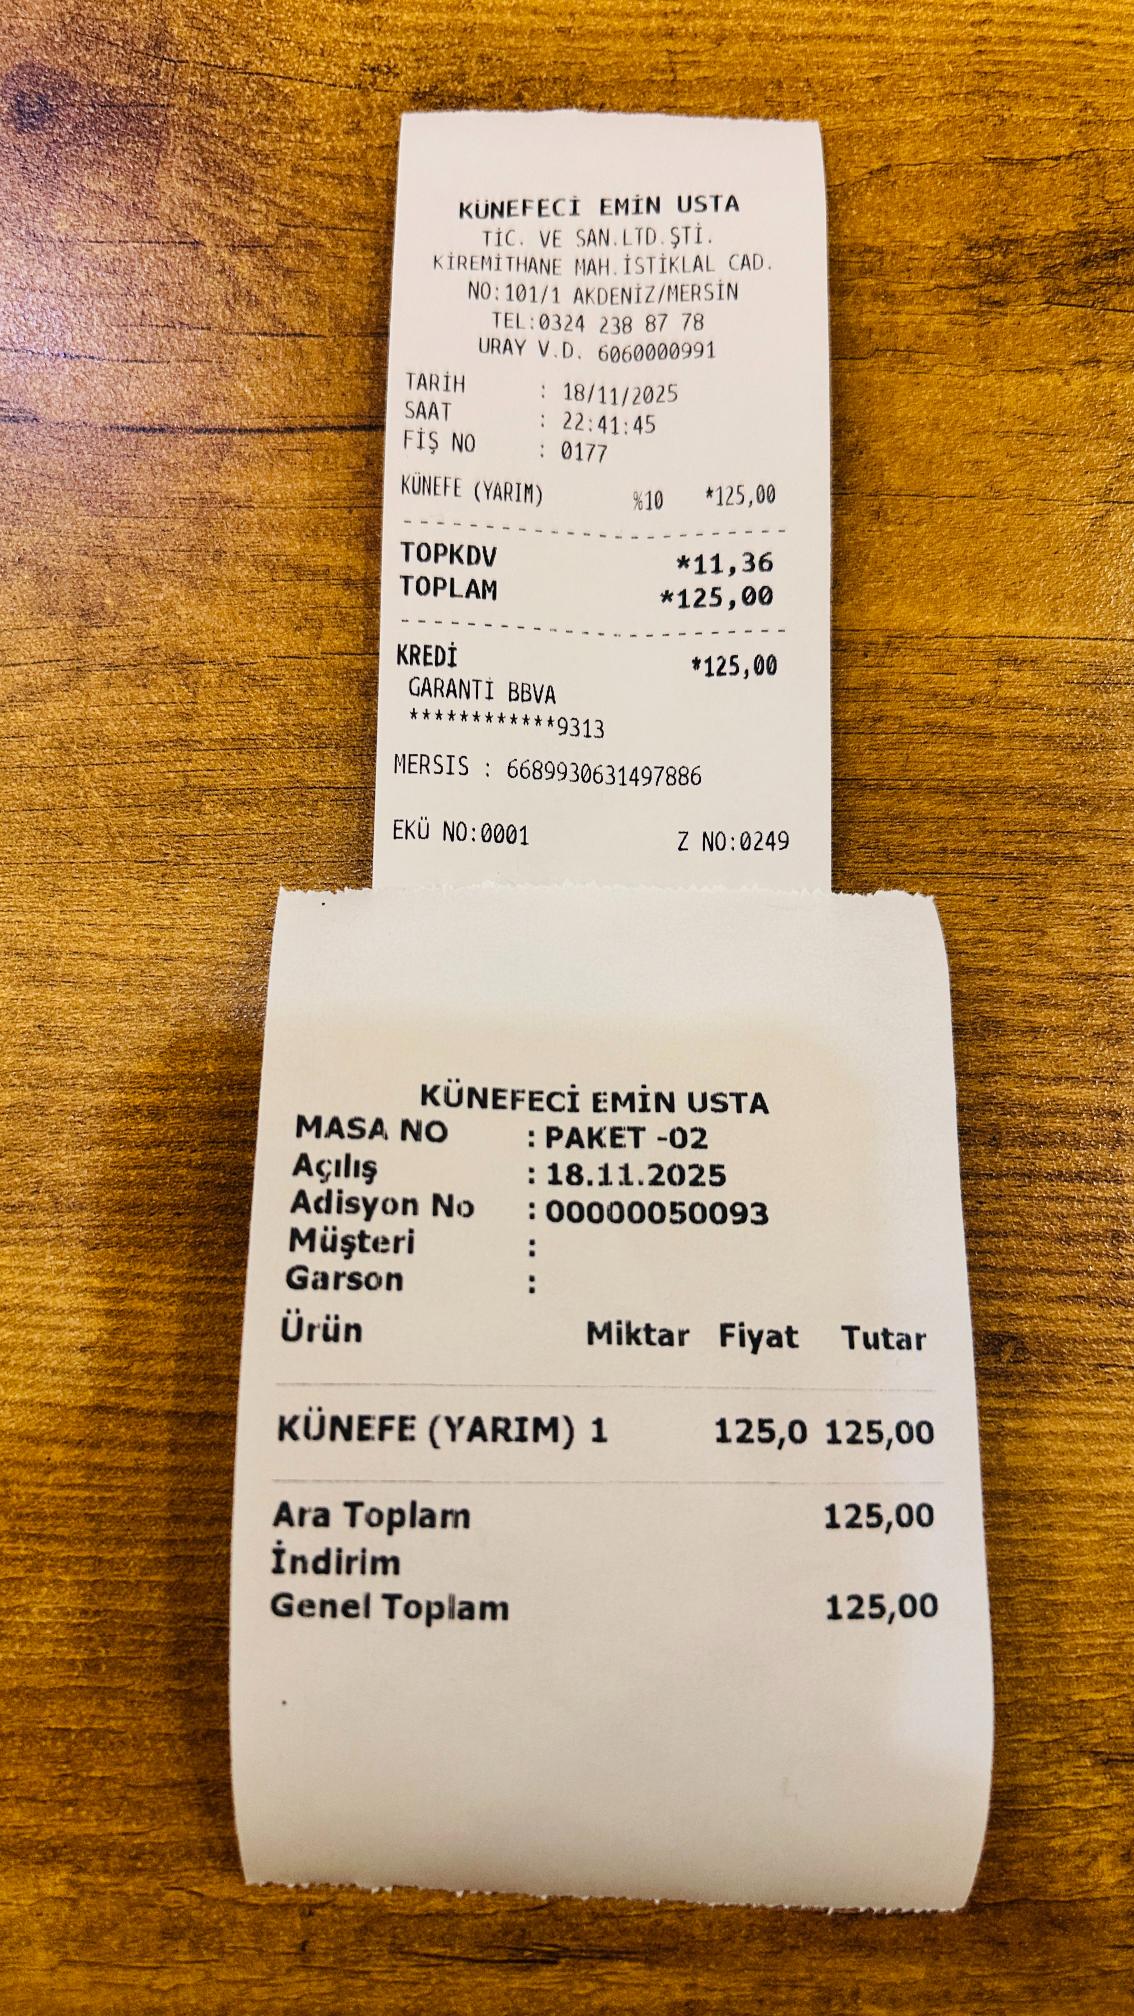 KÜNEFECİ EMİN USTA
TİC. VE SAN.LTD.ŞTİ.
KİREMİTHANE MAH.İSTİKLAL CAD.
NO:101/1 AKDENİZ/MERSİN
TEL:0324 238 87 78
URAY V.D. 6060000991
TARİH : 18/11/2025
SAAT : 22:41:45
FİŞ NO : 0177
KÜNEFE (YARIM) %10 *125,00
TOPKDV *11,36
TOPLAM *125,00
KREDİ *125,00
GARANTİ BBVA
************9313
MERSIS : 6689930631497886
EKÜ NO:0001 Z NO:0249
KÜNEFECİ EMİN USTA
MASA NO : PAKET -02
Açılış : 18.11.2025
Adisyon No : 00000050093
Müşteri :
Garson :
Ürün Miktar Fiyat Tutar
KÜNEFE (YARIM) 1 125,0 125,00
Ara Toplam 125,00
İndirim
Genel Toplam 125,00